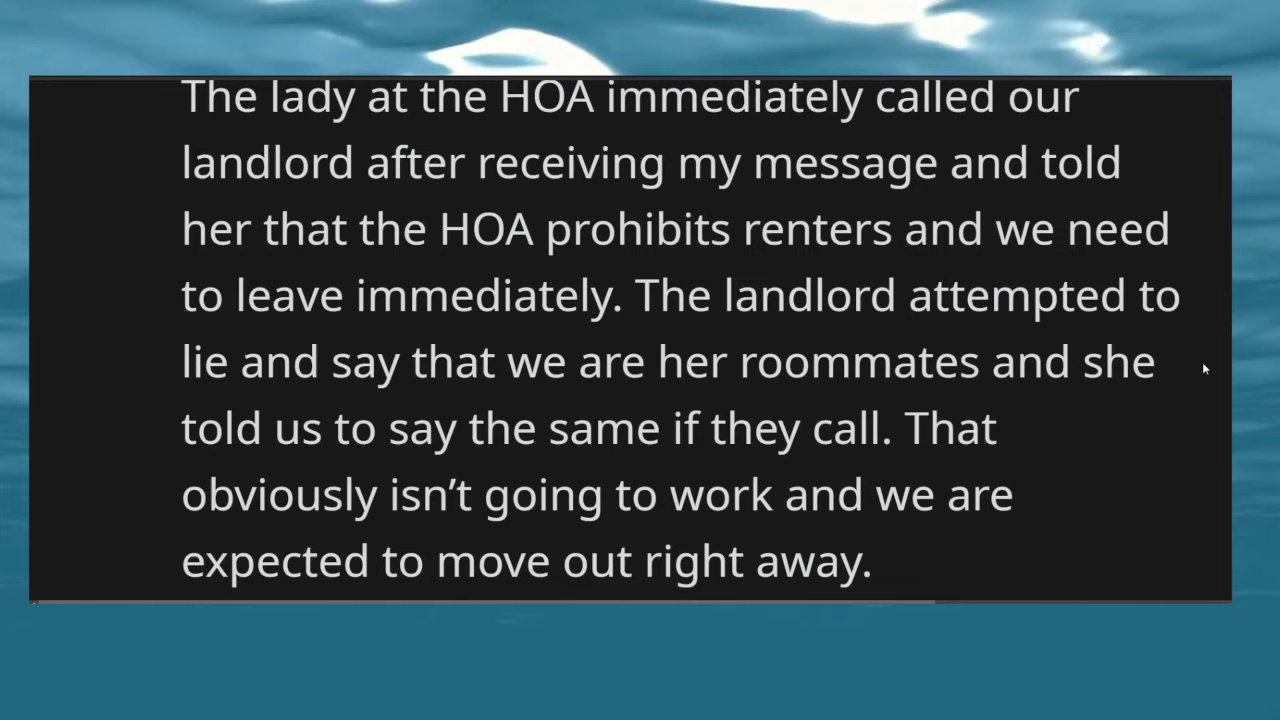 The lady at the HOA immediately called our
landlord after receiving my message and told
her that the HOA prohibits renters and we need
to leave immediately. The landlord attempted to
lie and say that we are her roommates and she
told us to say the same if they call. That
obviously isn’t going to work and we are
expected to move out right away.